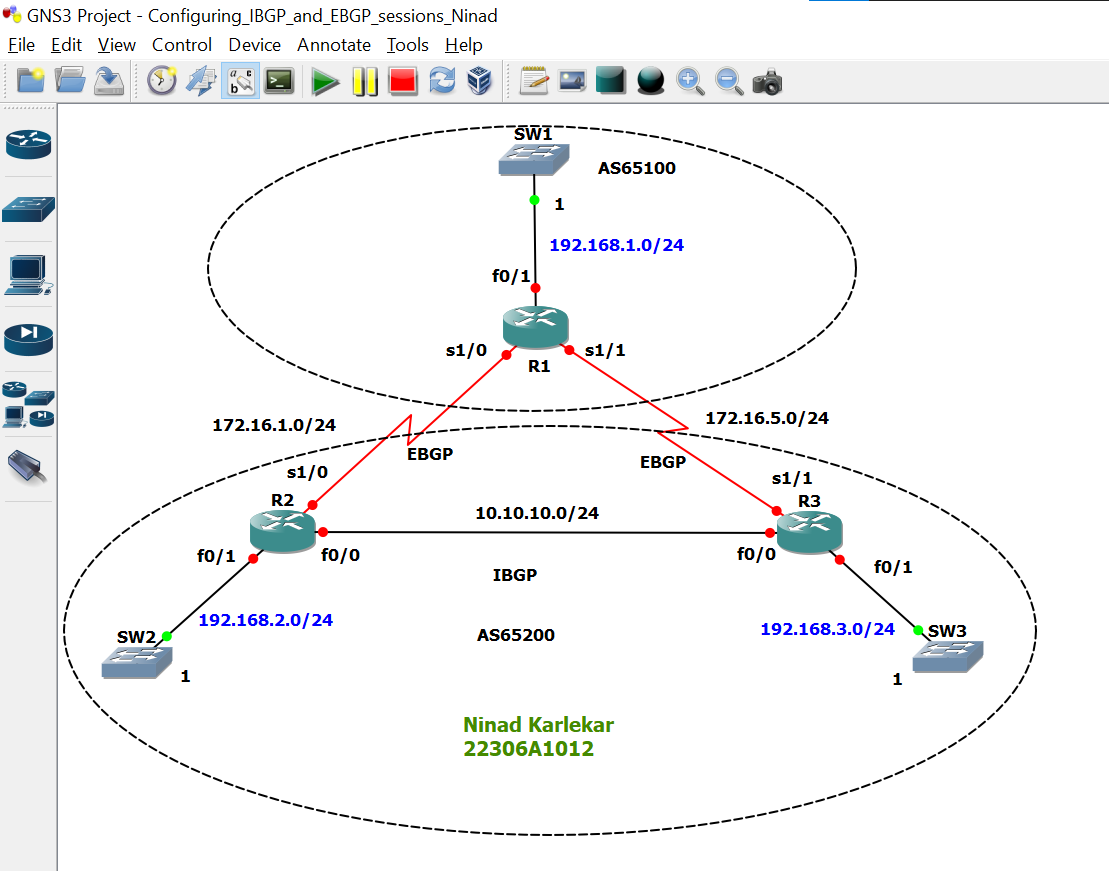 GNS3 Project - Configuring_IBGP_and_EBGP_sessions_Ninad
File Edit View Control Device Annotate Tools Help
SW1
AS65100
1
192.168.1.0/24
f0/1
s1/0
s1/1
R1
172.16.1.0/24
172.16.5.0/24
EBGP
EBGP
s1/0
s1/1
R2
R3
10.10.10.0/24
f0/1
f0/0
f0/0
f0/1
IBGP
192.168.2.0/24
192.168.3.0/24
SW2
AS65200
SW3
1
1
Ninad Karlekar
22306A1012